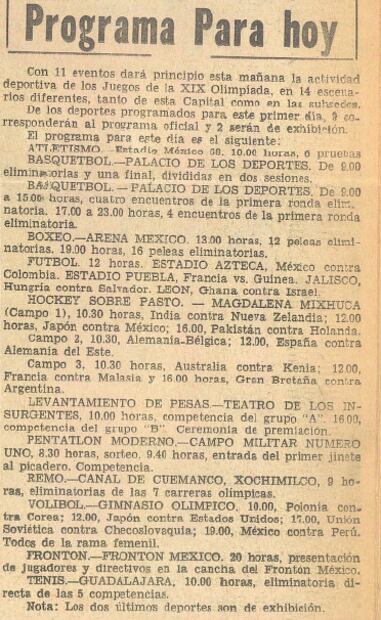 Programa Para hoy
Con 11 eventos dará principio esta mañana la actividad
deportiva de los Juegos de la XIX Olimpíada, en 14 escena-
rios diferentes, tanto de esta Capital como en las subsedes.
De los deportes programados para este primer día, 9 co-
rresponderán al programa oficial y 2 serán de exhibición.
El programa para este día es el siguiente:
ATLETISMO.—Estadio México 68. 10.00 horas, 6 pruebas
BASQUETBOL.—PALACIO DE LOS DEPORTES. De 9.00
eliminatorias y una final, divididas en dos sesiones.
BASQUETBOL.—PALACIO DE LOS DEPORTES. De 9.00
a 15.00 horas, cuatro encuentros de la primera ronda elim-
inatoria. 17.00 a 23.00 horas, 4 encuentros de la primera ronda
eliminatoria.
BOXEO.—ARENA MEXICO. 13.00 horas, 12 peleas elimi-
natorias. 19.00 horas, 16 peleas eliminatorias.
FUTBOL. 12 horas. ESTADIO AZTECA, México contra
Colombia. ESTADIO PUEBLA, Francia vs. Guinea. JALISCO,
Hungría contra Salvador. LEON, Ghana contra Israel.
HOCKEY SOBRE PASTO. — MAGDALENA MIXHUCA
(Campo 1), 10.30 horas, India contra Nueva Zelandia; 12.00
horas, Japón contra México; 16.00, Pakistán contra Holanda.
Campo 2, 10.30, Alemania-Bélgica; 12.00, España contra
Alemania del Este.
Campo 3, 10.30 horas, Australia contra Kenia; 12.00,
Francia contra Malasia y 16.00 horas, Gran Bretaña contra
Argentina.
LEVANTAMIENTO DE PESAS.—TEATRO DE LOS IN-
SURGENTES, 10.00 horas, competencia del grupo "A". 16.00,
competencia del grupo "B". Ceremonia de premiación.
PENTATLON MODERNO.—CAMPO MILITAR NUMERO
UNO, 8.30 horas, sorteo. 9.40 horas, entrada del primer jinete
al picadero. Competencia.
REMO.—CANAL DE CUEMANCO, XOCHIMILCO, 9 ho-
ras, eliminatorias de las 7 carreras olímpicas.
VOLIBOL.—GIMNASIO OLIMPICO. 10.00, Polonia con-
tra Corea; 12.00, Japón contra Estados Unidos; 17.00, Unión
Soviética contra Checoslovaquia; 19.00, México contra Perú.
Todos de la rama femenil.
FRONTON.—FRONTON MEXICO. 20 horas, presentación
de jugadores y directivos en la cancha del Frontón México.
TENIS.—GUADALAJARA, 10.00 horas, eliminatoria di-
recta de las 5 competencias.
Nota: Los dos últimos deportes son de exhibición.